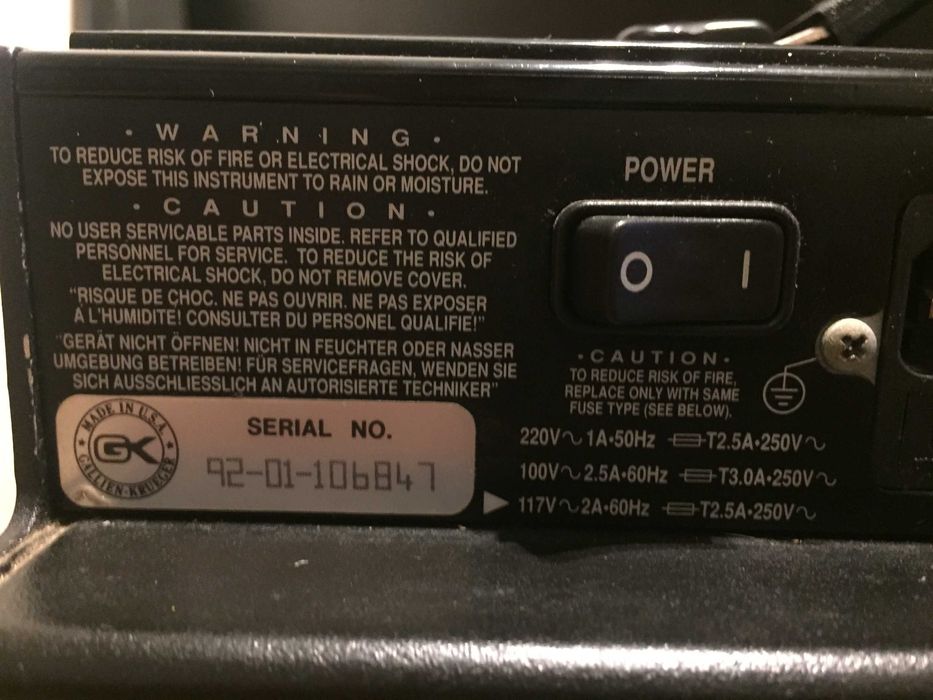 • W A R N I N G •
TO REDUCE RISK OF FIRE OR ELECTRICAL SHOCK, DO NOT
EXPOSE THIS INSTRUMENT TO RAIN OR MOISTURE.
• C A U T I O N •
NO USER SERVICABLE PARTS INSIDE. REFER TO QUALIFIED
PERSONNEL FOR SERVICE. TO REDUCE THE RISK OF
ELECTRICAL SHOCK, DO NOT REMOVE COVER.
"RISQUE DE CHOC. NE PAS OUVRIR. NE PAS EXPOSER
Á L'HUMIDITE! CONSULTER DU PERSONEL QUALIFIE!"
"GERÄT NICHT ÖFFNEN! NICHT IN FEUCHTER ODER NASSER
UMGEBUNG BETREIBEN! FÜR SERVICEFRAGEN, WENDEN SIE
SICH AUSSCHLIESSLICH AN AUTORISIERTE TECHNIKER"
★ MADE IN U.S.A. ★
GK
GALLIEN-KRUEGER
SERIAL NO.
92-01-106847
POWER
O I
•CAUTION•
TO REDUCE RISK OF FIRE,
REPLACE ONLY WITH SAME
FUSE TYPE (SEE BELOW).
220V∿1A•50Hz T2.5A•250V∿
100V∿2.5A•60Hz T3.0A•250V∿
▶ 117V∿2A•60Hz T2.5A•250V∿